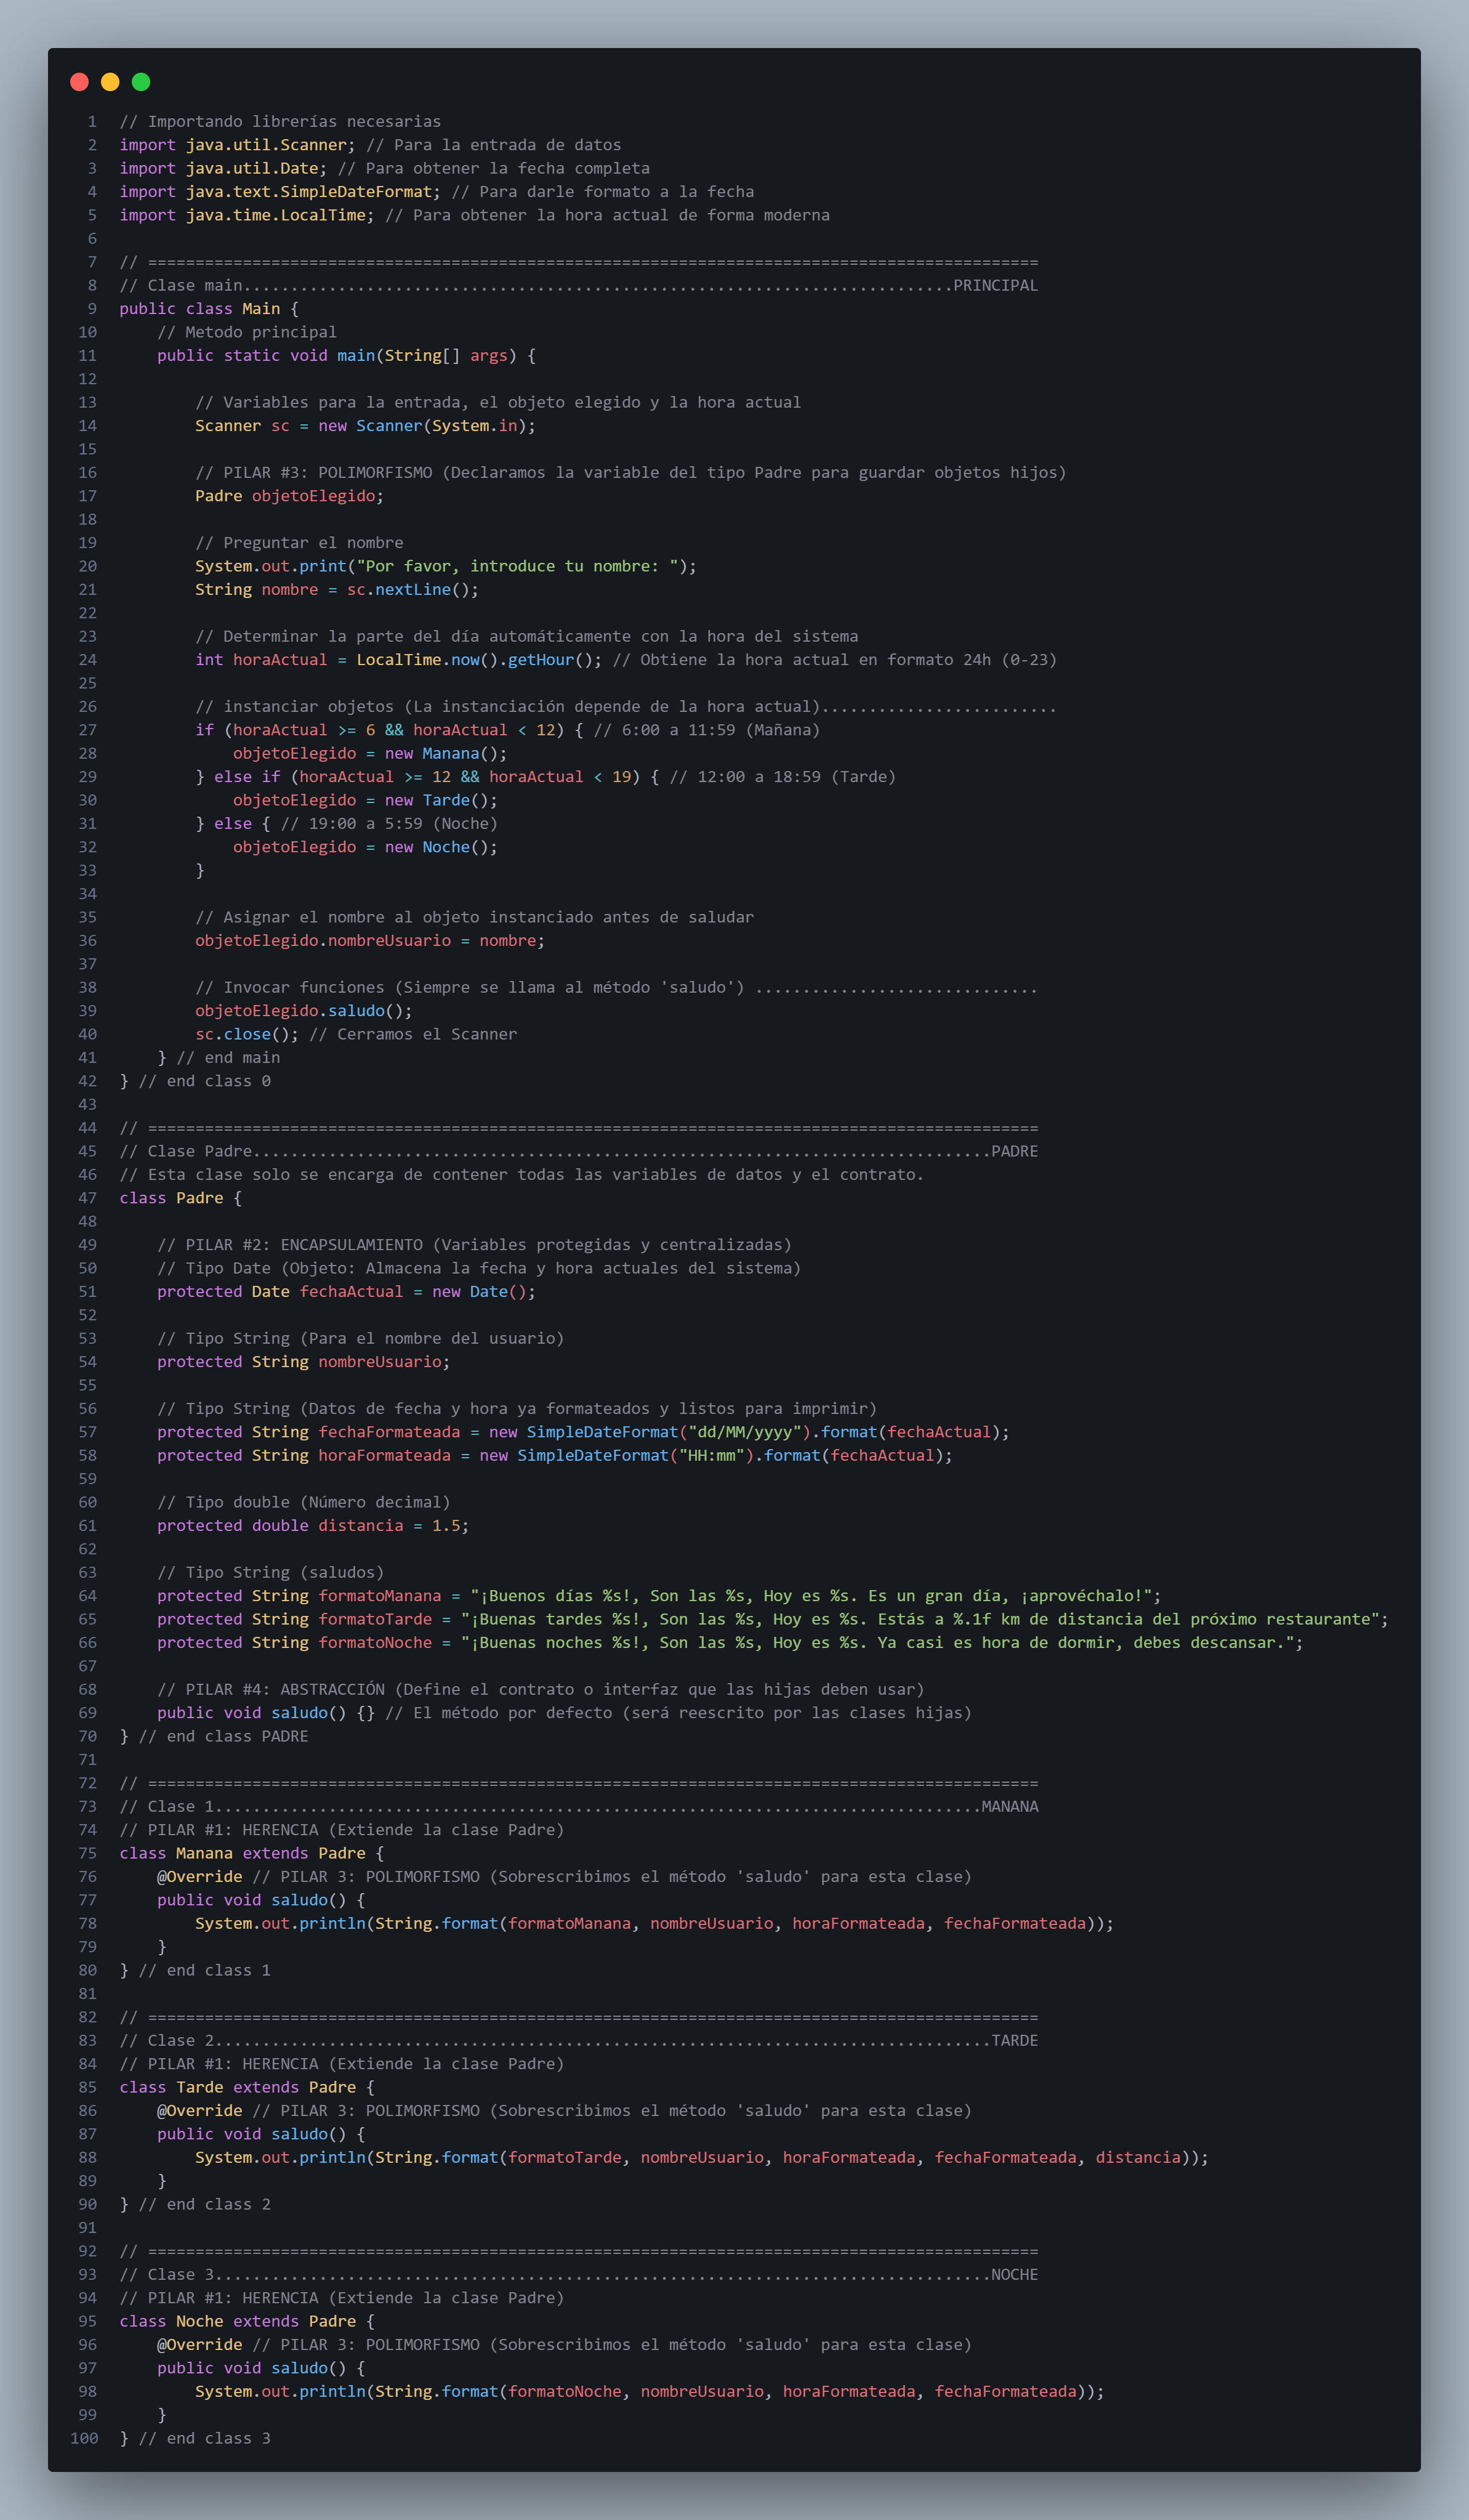 1 // Importando librerías necesarias
2 import java.util.Scanner; // Para la entrada de datos
3 import java.util.Date; // Para obtener la fecha completa
4 import java.text.SimpleDateFormat; // Para darle formato a la fecha
5 import java.time.LocalTime; // Para obtener la hora actual de forma moderna
6
7 // ==============================================================================================
8 // Clase main...........................................................................PRINCIPAL
9 public class Main {
10     // Metodo principal
11     public static void main(String[] args) {
12
13         // Variables para la entrada, el objeto elegido y la hora actual
14         Scanner sc = new Scanner(System.in);
15
16         // PILAR #3: POLIMORFISMO (Declaramos la variable del tipo Padre para guardar objetos hijos)
17         Padre objetoElegido;
18
19         // Preguntar el nombre
20         System.out.print("Por favor, introduce tu nombre: ");
21         String nombre = sc.nextLine();
22
23         // Determinar la parte del día automáticamente con la hora del sistema
24         int horaActual = LocalTime.now().getHour(); // Obtiene la hora actual en formato 24h (0-23)
25
26         // instanciar objetos (La instanciación depende de la hora actual).........................
27         if (horaActual >= 6 && horaActual < 12) { // 6:00 a 11:59 (Mañana)
28             objetoElegido = new Manana();
29         } else if (horaActual >= 12 && horaActual < 19) { // 12:00 a 18:59 (Tarde)
30             objetoElegido = new Tarde();
31         } else { // 19:00 a 5:59 (Noche)
32             objetoElegido = new Noche();
33         }
34
35         // Asignar el nombre al objeto instanciado antes de saludar
36         objetoElegido.nombreUsuario = nombre;
37
38         // Invocar funciones (Siempre se llama al método 'saludo') ..............................
39         objetoElegido.saludo();
40         sc.close(); // Cerramos el Scanner
41     } // end main
42 } // end class 0
43
44 // ==============================================================================================
45 // Clase Padre..............................................................................PADRE
46 // Esta clase solo se encarga de contener todas las variables de datos y el contrato.
47 class Padre {
48
49     // PILAR #2: ENCAPSULAMIENTO (Variables protegidas y centralizadas)
50     // Tipo Date (Objeto: Almacena la fecha y hora actuales del sistema)
51     protected Date fechaActual = new Date();
52
53     // Tipo String (Para el nombre del usuario)
54     protected String nombreUsuario;
55
56     // Tipo String (Datos de fecha y hora ya formateados y listos para imprimir)
57     protected String fechaFormateada = new SimpleDateFormat("dd/MM/yyyy").format(fechaActual);
58     protected String horaFormateada = new SimpleDateFormat("HH:mm").format(fechaActual);
59
60     // Tipo double (Número decimal)
61     protected double distancia = 1.5;
62
63     // Tipo String (saludos)
64     protected String formatoManana = "¡Buenos días %s!, Son las %s, Hoy es %s. Es un gran día, ¡aprovéchalo!";
65     protected String formatoTarde = "¡Buenas tardes %s!, Son las %s, Hoy es %s. Estás a %.1f km de distancia del próximo restaurante";
66     protected String formatoNoche = "¡Buenas noches %s!, Son las %s, Hoy es %s. Ya casi es hora de dormir, debes descansar.";
67
68     // PILAR #4: ABSTRACCIÓN (Define el contrato o interfaz que las hijas deben usar)
69     public void saludo() {} // El método por defecto (será reescrito por las clases hijas)
70 } // end class PADRE
71
72 // ==============================================================================================
73 // Clase 1.................................................................................MANANA
74 // PILAR #1: HERENCIA (Extiende la clase Padre)
75 class Manana extends Padre {
76     @Override // PILAR 3: POLIMORFISMO (Sobrescribimos el método 'saludo' para esta clase)
77     public void saludo() {
78         System.out.println(String.format(formatoManana, nombreUsuario, horaFormateada, fechaFormateada));
79     }
80 } // end class 1
81
82 // ==============================================================================================
83 // Clase 2..................................................................................TARDE
84 // PILAR #1: HERENCIA (Extiende la clase Padre)
85 class Tarde extends Padre {
86     @Override // PILAR 3: POLIMORFISMO (Sobrescribimos el método 'saludo' para esta clase)
87     public void saludo() {
88         System.out.println(String.format(formatoTarde, nombreUsuario, horaFormateada, fechaFormateada, distancia));
89     }
90 } // end class 2
91
92 // ==============================================================================================
93 // Clase 3..................................................................................NOCHE
94 // PILAR #1: HERENCIA (Extiende la clase Padre)
95 class Noche extends Padre {
96     @Override // PILAR 3: POLIMORFISMO (Sobrescribimos el método 'saludo' para esta clase)
97     public void saludo() {
98         System.out.println(String.format(formatoNoche, nombreUsuario, horaFormateada, fechaFormateada));
99     }
100 } // end class 3